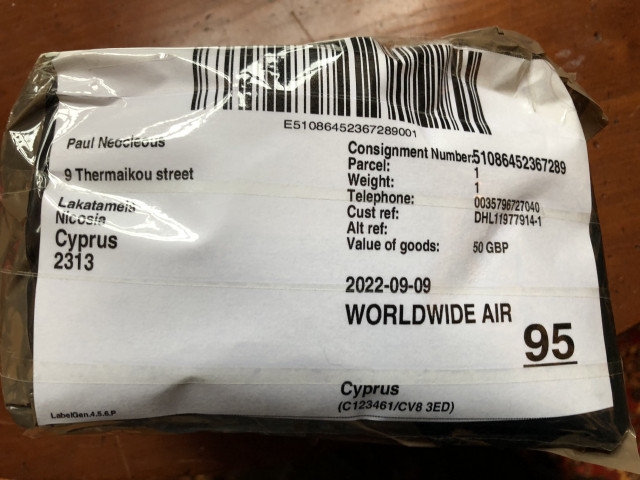 E51086452367289001
Paul Neocleous
9 Thermaikou street
Lakatameis
Nicosia
Cyprus
2313
Consignment Number:51086452367289
Parcel: 1
Weight: 1
Telephone: 0035796727040
Cust ref: DHL11977914-1
Alt ref:
Value of goods: 50 GBP
2022-09-09
WORLDWIDE AIR
95
Cyprus
(C123461/CV8 3ED)
LabelGen.4.5.6.P